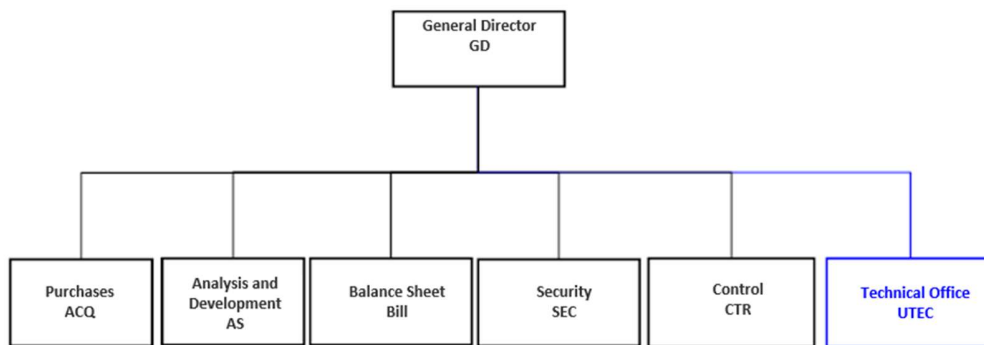 General Director
GD
Purchases
ACQ
Analysis and
Development
AS
Balance Sheet
Bill
Security
SEC
Control
CTR
Technical Office
UTEC